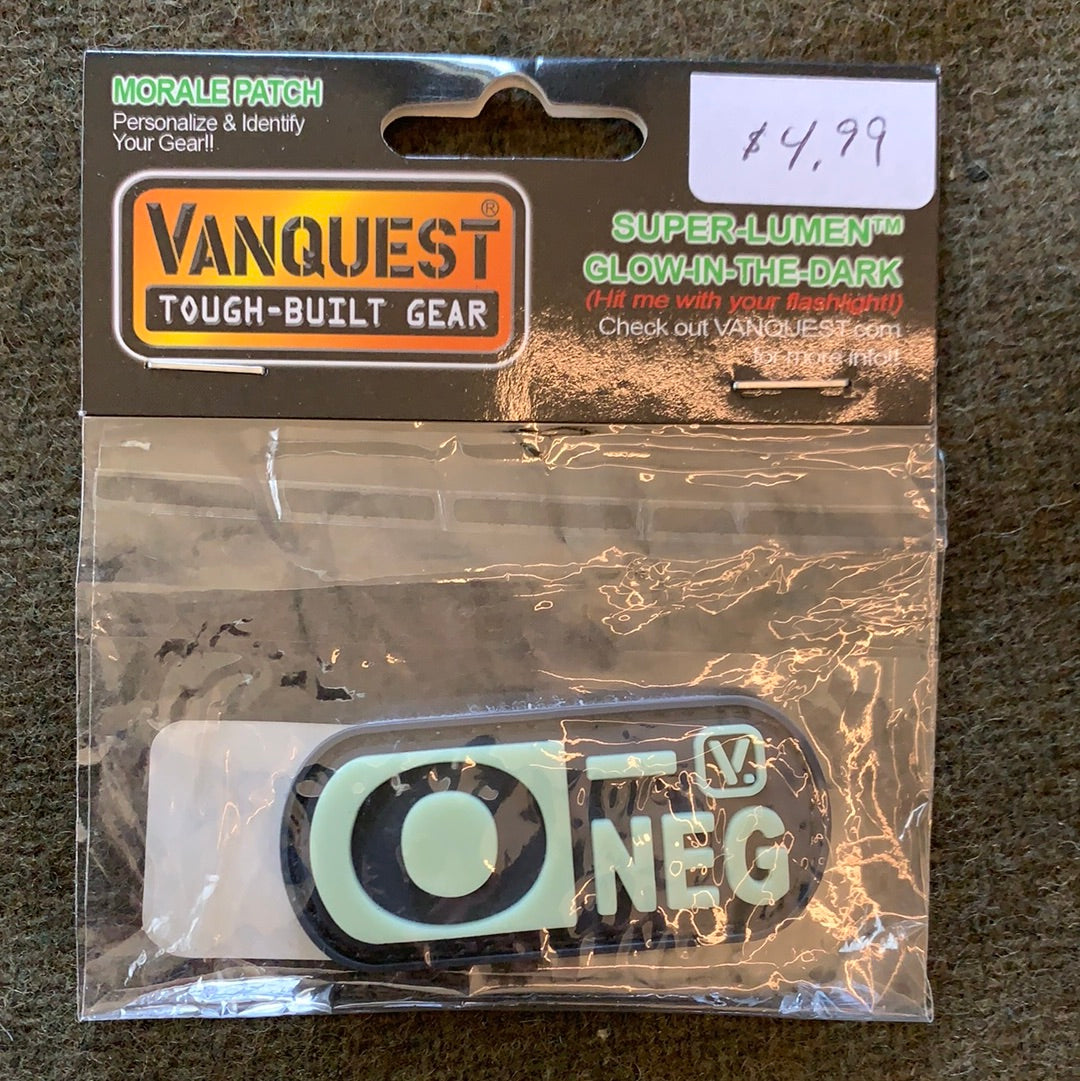 MORALE PATCH
Personalize & Identify
Your Gear!!
$4.99
VANQUEST®
TOUGH-BUILT GEAR
SUPER-LUMEN™
GLOW-IN-THE-DARK
(Hit me with your flashlight!)
Check out VANQUEST.com
for more info!!
O –
V.
NEG